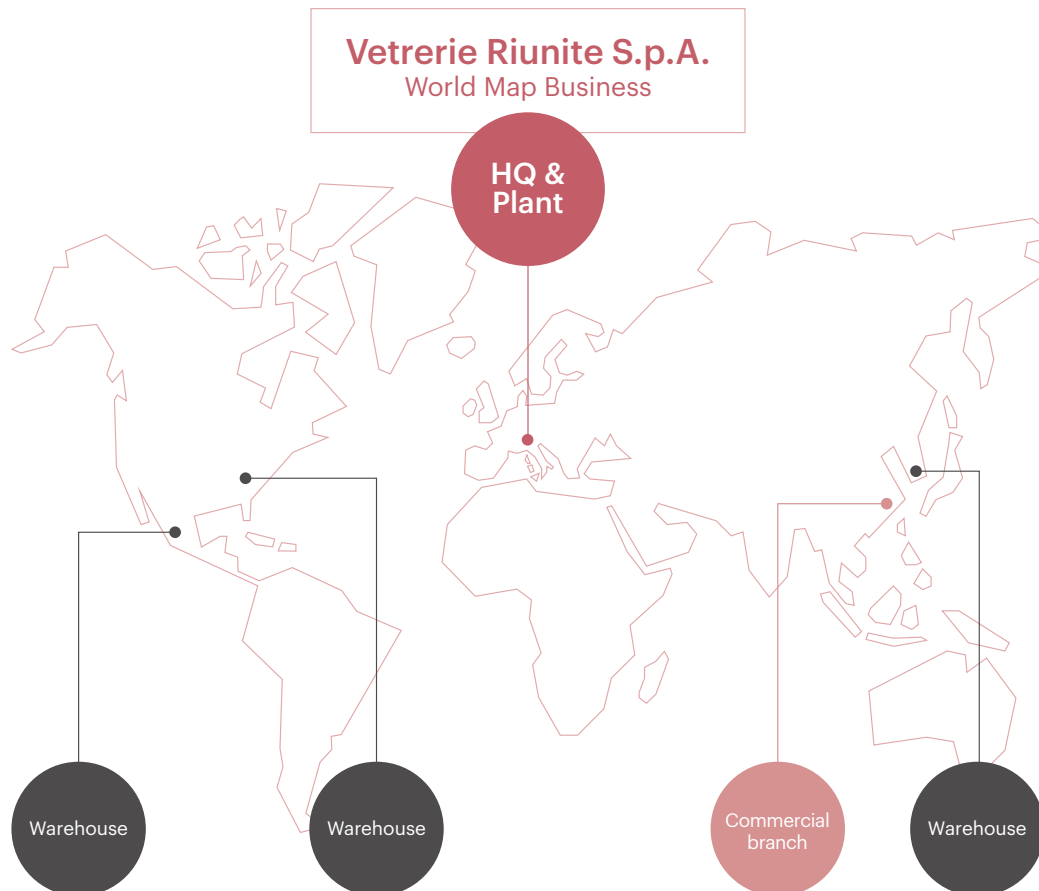 Vetrerie Riunite S.p.A.
World Map Business
HQ &
Plant
Warehouse
Warehouse
Commercial
branch
Warehouse